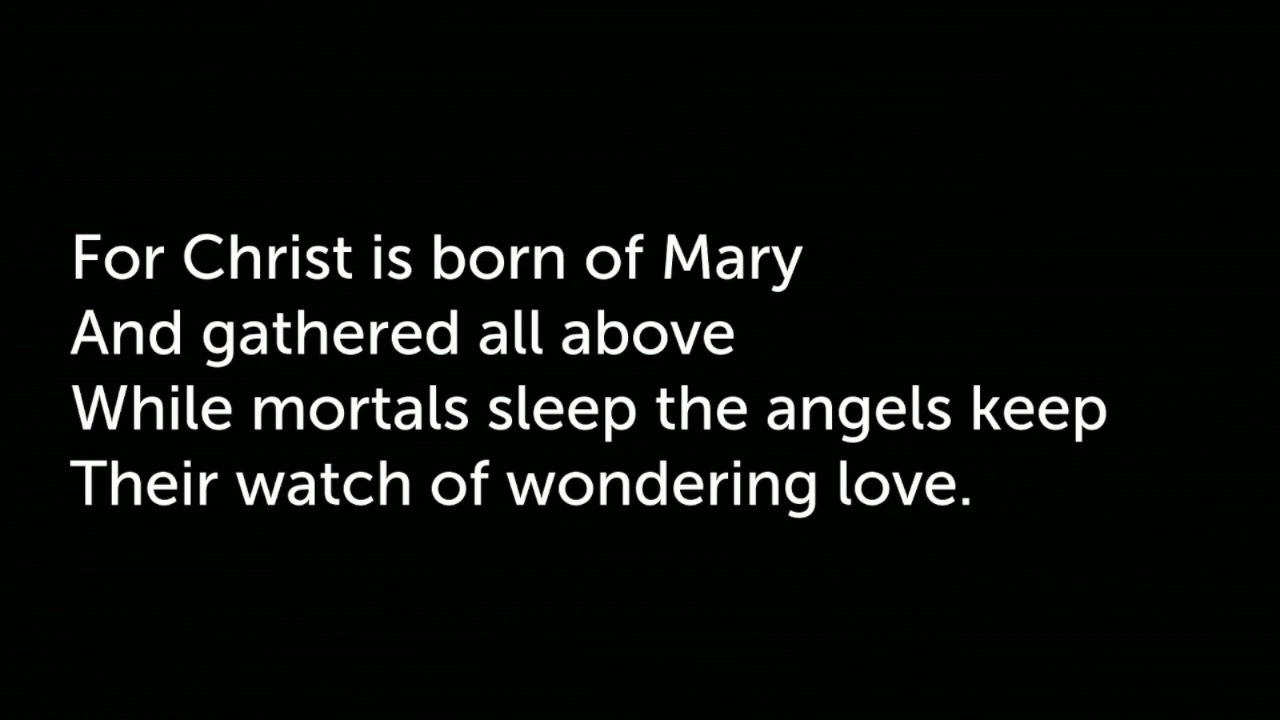 For Christ is born of Mary
And gathered all above
While mortals sleep the angels keep
Their watch of wondering love.